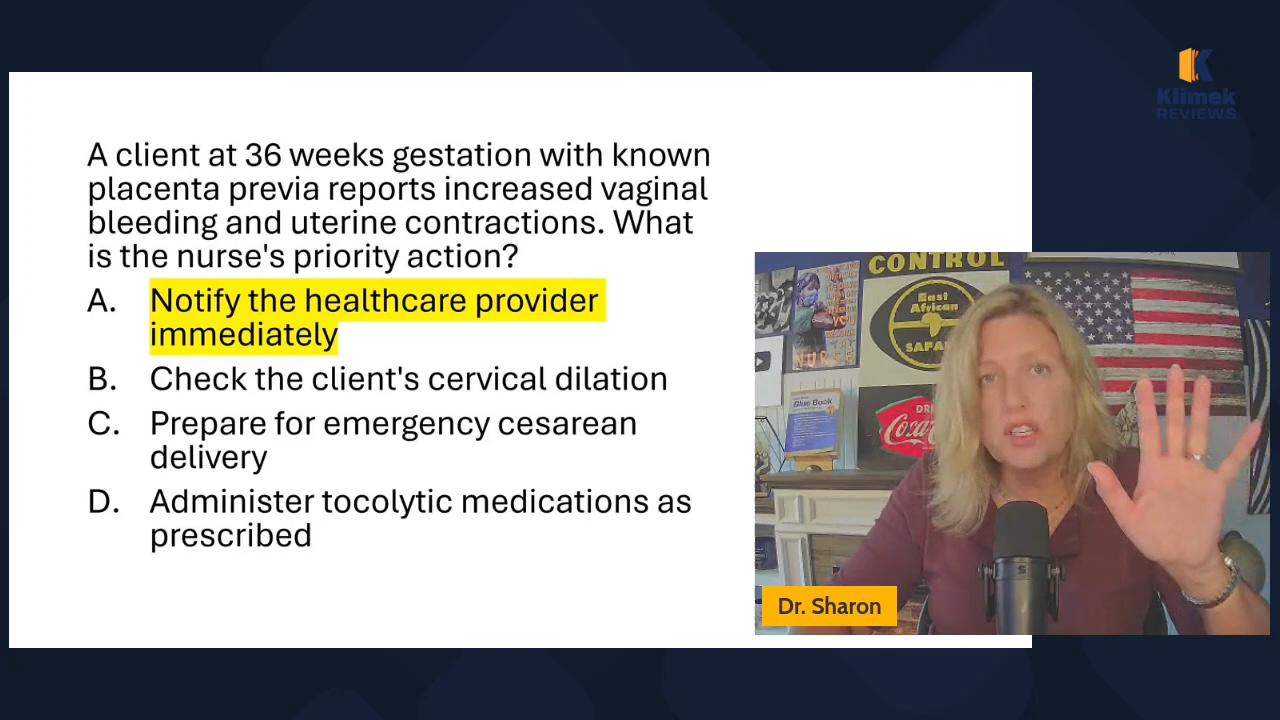 Klimek
REVIEWS
A client at 36 weeks gestation with known
placenta previa reports increased vaginal
bleeding and uterine contractions. What
is the nurse's priority action?
A. Notify the healthcare provider
immediately
B. Check the client's cervical dilation
C. Prepare for emergency cesarean
delivery
D. Administer tocolytic medications as
prescribed
CONTROL
East
African
SAFA
NURSE
Blue Book
DRI
Coca
Dr. Sharon